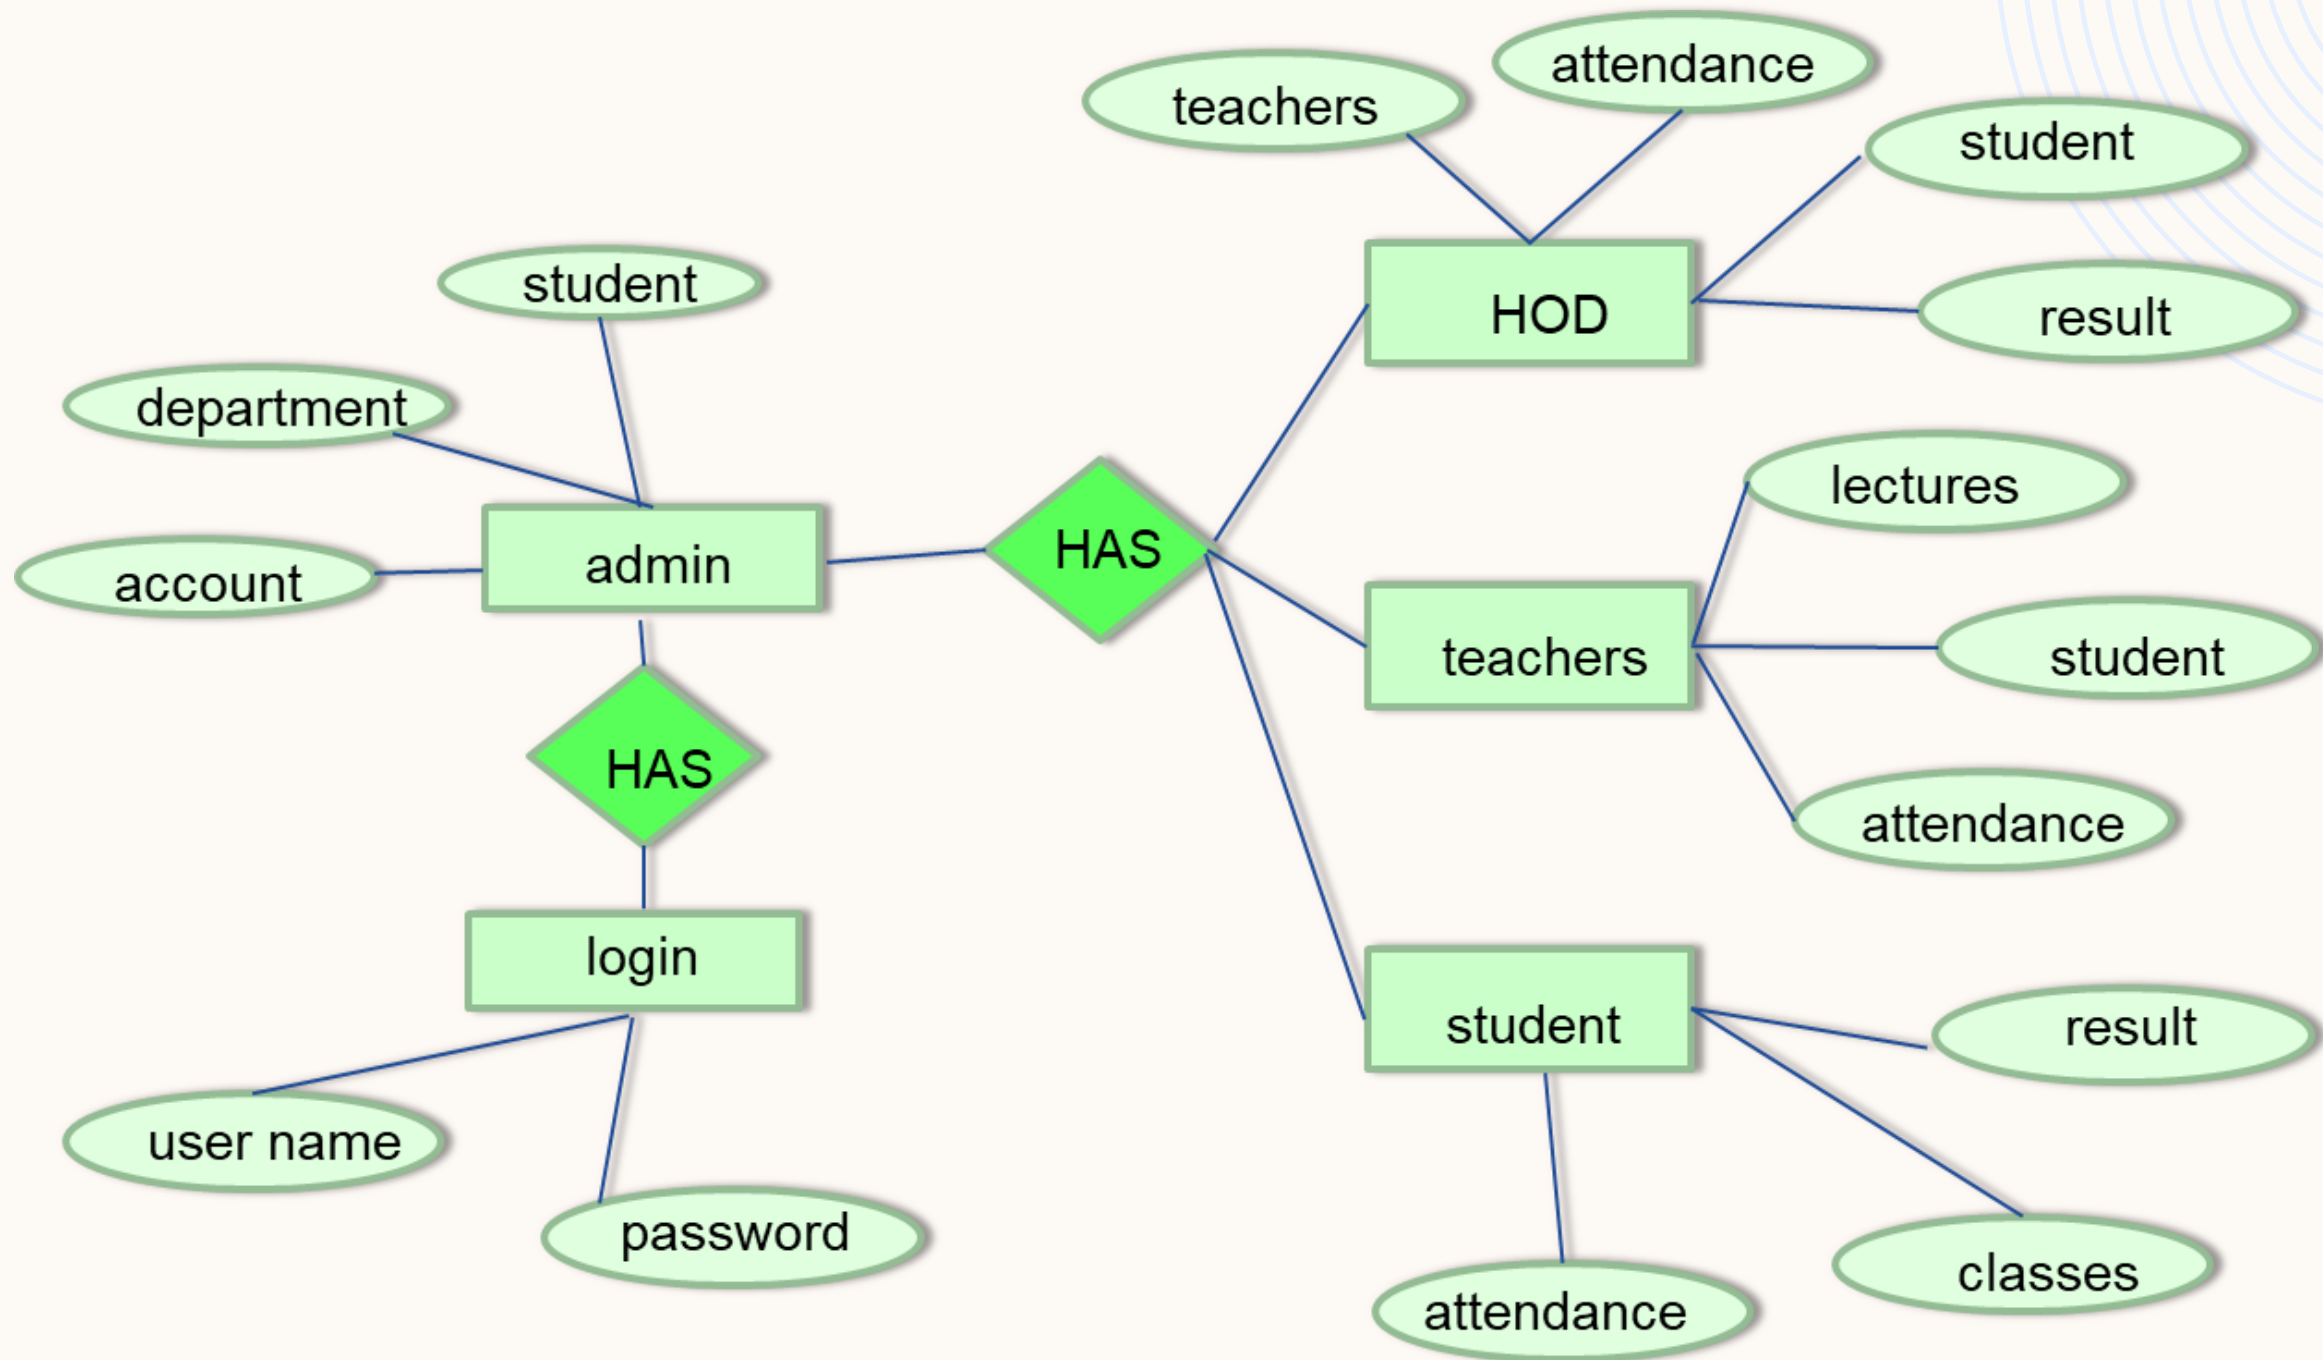 attendance
teachers
student
student
HOD
result
department
lectures
admin
HAS
account
teachers
student
HAS
attendance
login
student
result
user name
password
classes
attendance